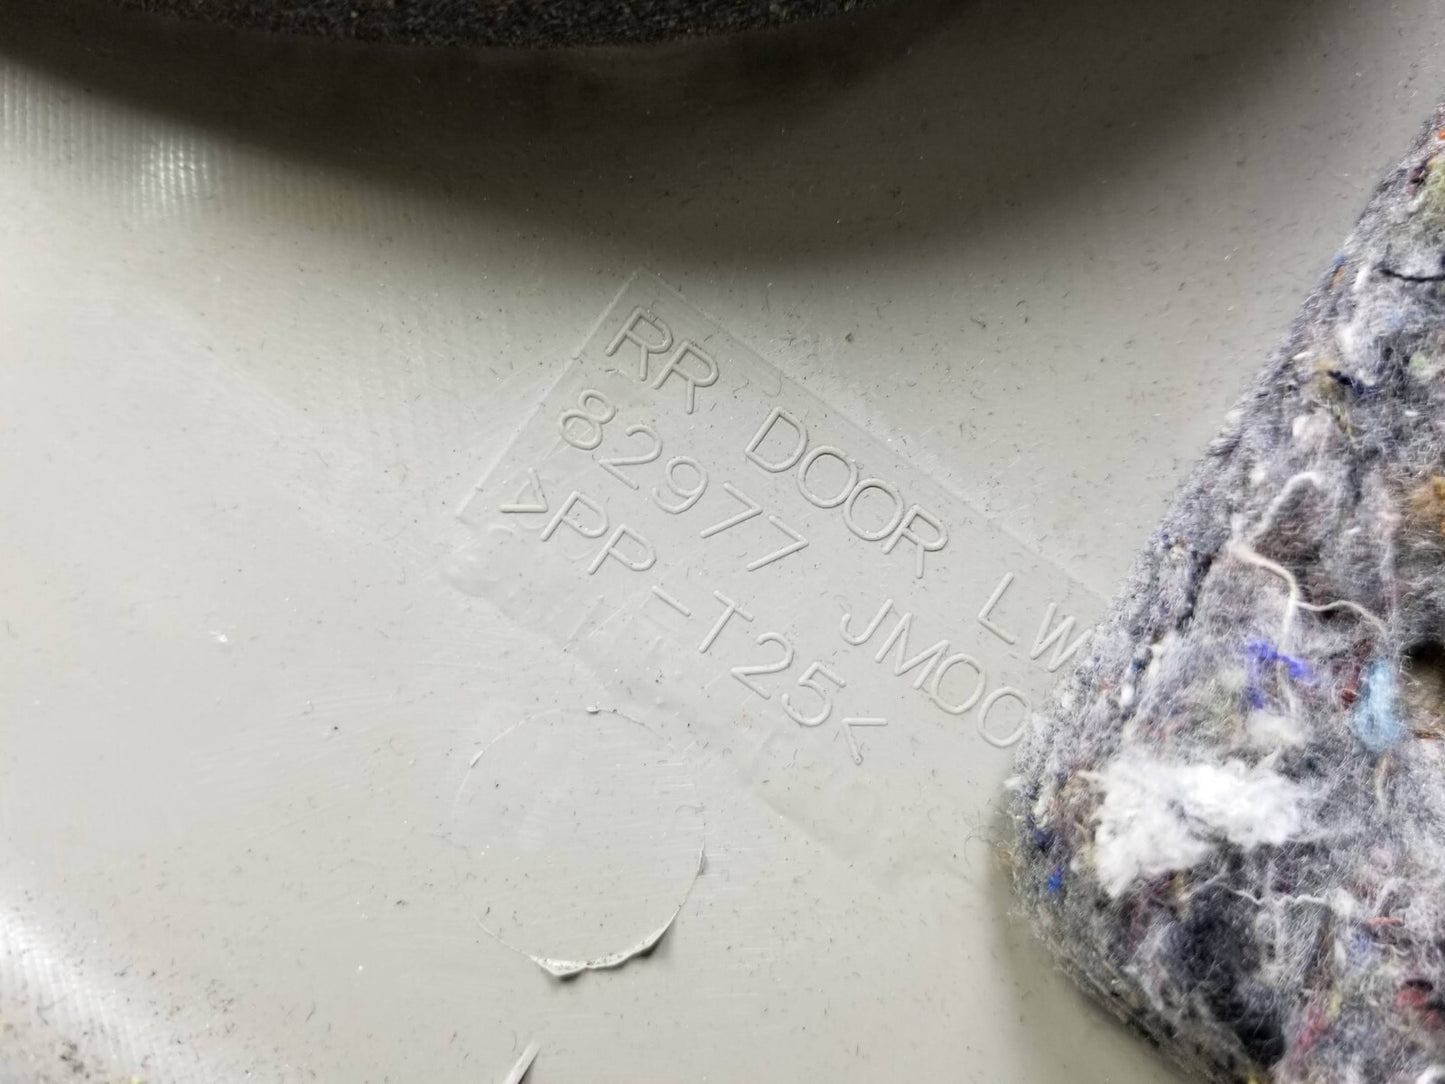 RR DOOR LW
82977 JM00
>PP-T25<